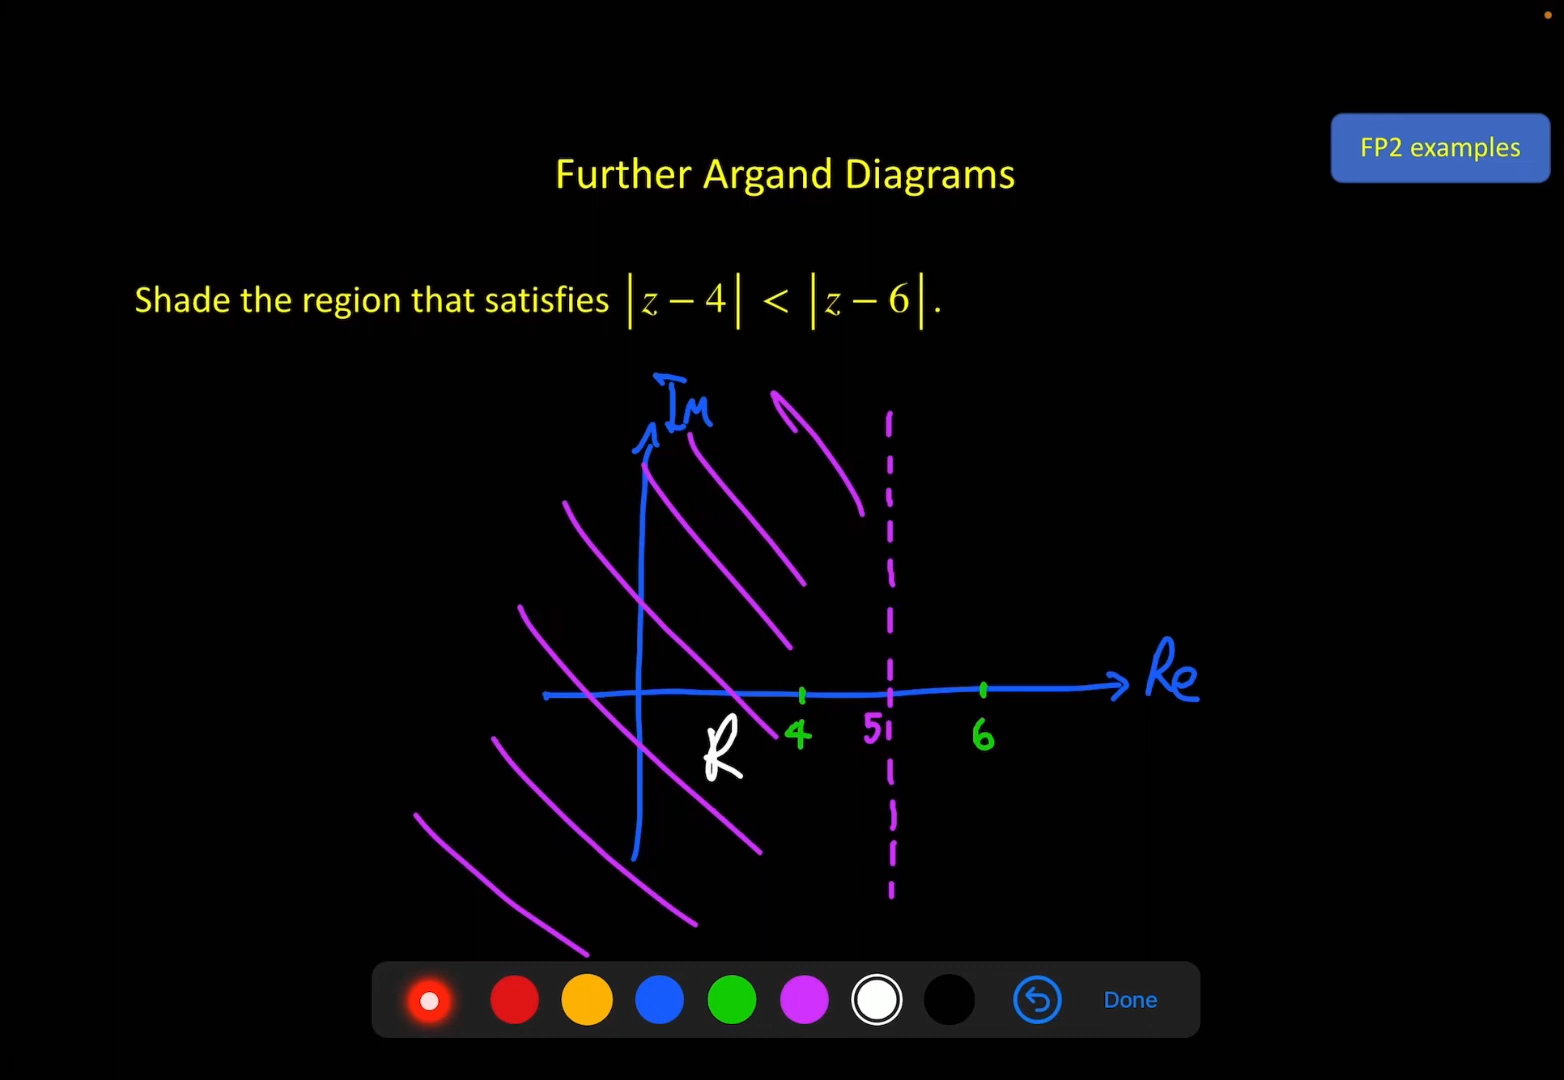 FP2 examples
Further Argand Diagrams
Shade the region that satisfies |z − 4| < |z − 6|.
Im
Re
4 5 6
R
Done